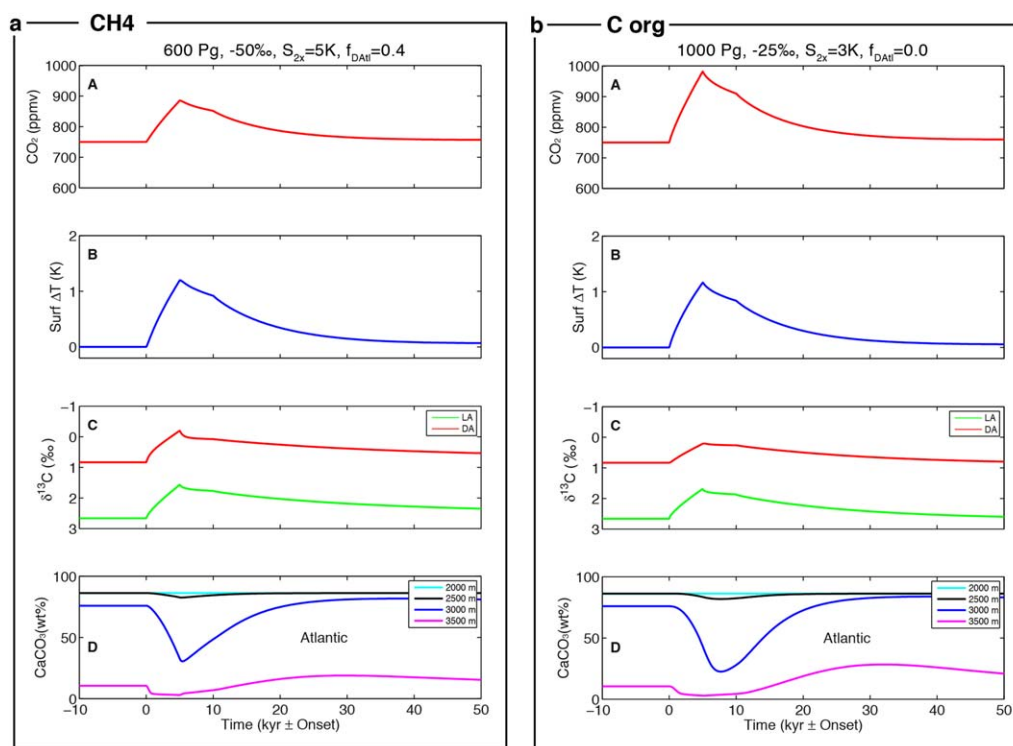 a CH4
600 Pg, -50‰, S2x=5K, fDAtl=0.4
A
CO₂ (ppmv)
1000
900
800
700
600
B
Surf ΔT (K)
2
1
0
C
δ¹³C (‰)
−1
0
1
2
3
LA
DA
D
CaCO₃(wt%)
100
50
0
2000 m
2500 m
3000 m
3500 m
Atlantic
−10 0 10 20 30 40 50
Time (kyr ± Onset)
b C org
1000 Pg, -25‰, S2x=3K, fDAtl=0.0
A
CO₂ (ppmv)
1000
900
800
700
600
B
Surf ΔT (K)
2
1
0
C
δ¹³C (‰)
−1
0
1
2
3
LA
DA
D
CaCO₃(wt%)
100
50
0
2000 m
2500 m
3000 m
3500 m
Atlantic
−10 0 10 20 30 40 50
Time (kyr ± Onset)